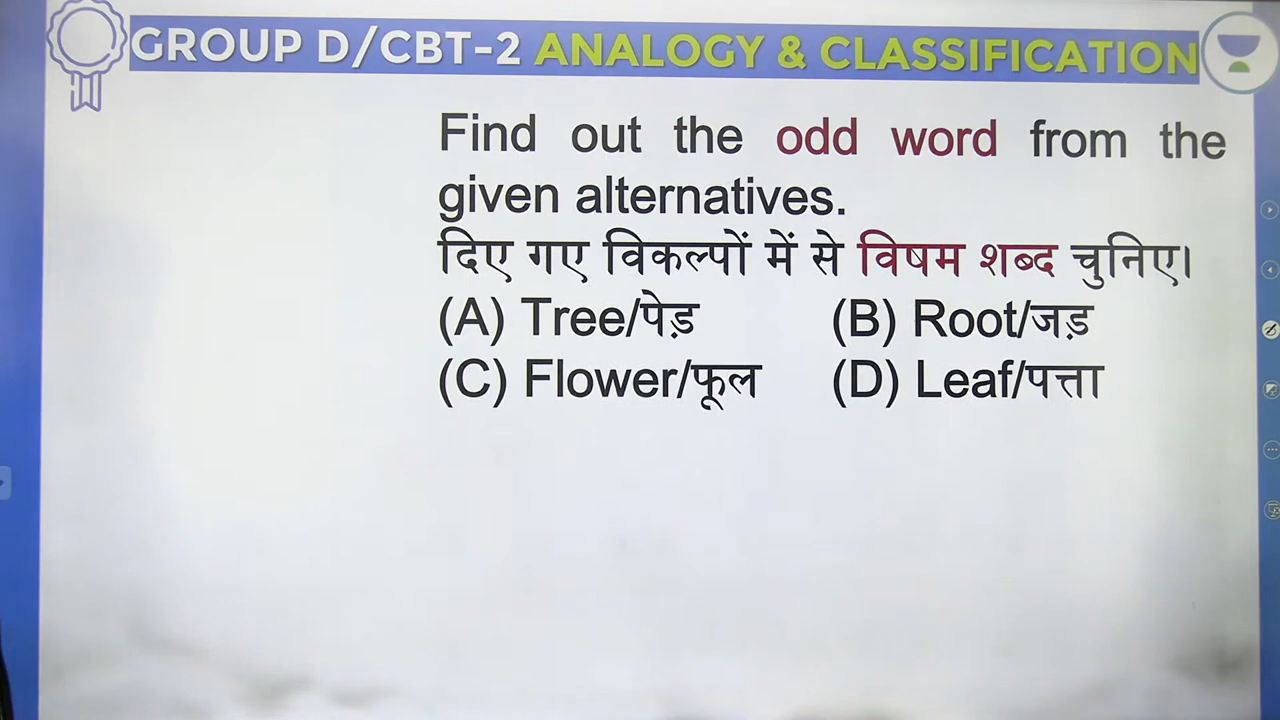 GROUP D/CBT-2 ANALOGY & CLASSIFICATION
Find out the odd word from the
given alternatives.
दिए गए विकल्पों में से विषम शब्द चुनिए।
(A) Tree/पेड़ (B) Root/जड़
(C) Flower/फूल (D) Leaf/पत्ता